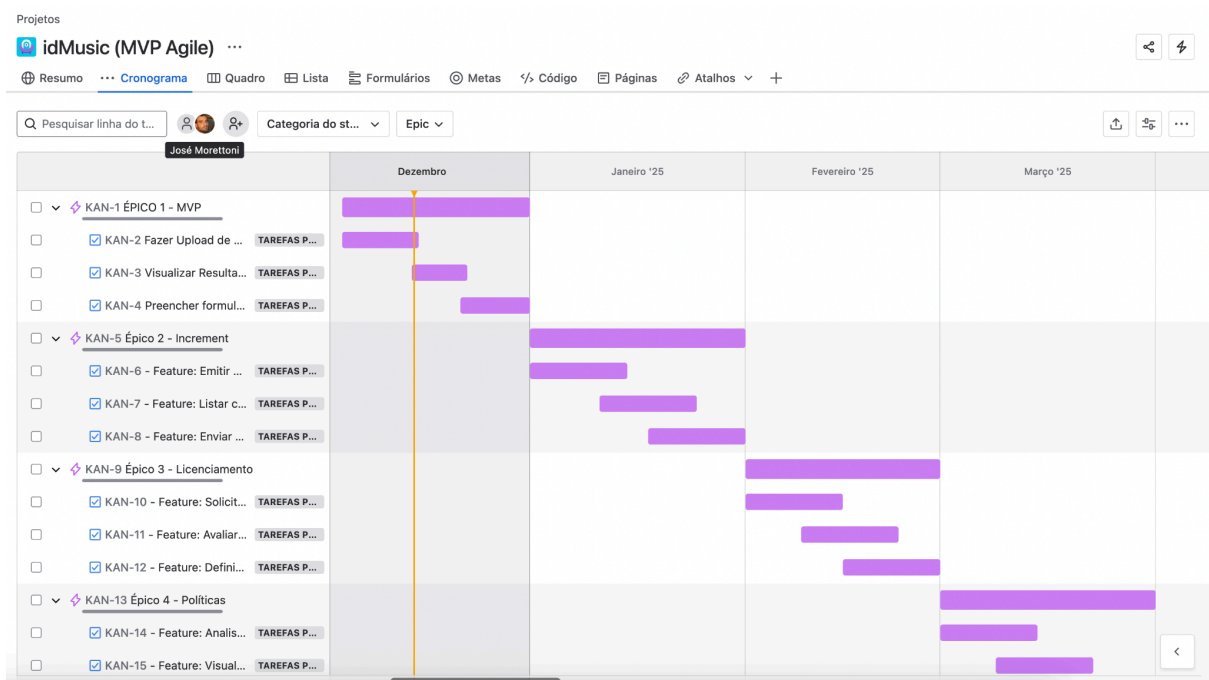 Projetos
idMusic (MVP Agile) ...
Resumo ... Cronograma Quadro Lista Formulários Metas Código Páginas Atalhos
Pesquisar linha do t... Categoria do st... Epic
José Morettoni
Dezembro Janeiro '25 Fevereiro '25 Março '25
KAN-1 ÉPICO 1 - MVP
KAN-2 Fazer Upload de ... TAREFAS P...
KAN-3 Visualizar Resulta... TAREFAS P...
KAN-4 Preencher formul... TAREFAS P...
KAN-5 Épico 2 - Increment
KAN-6 - Feature: Emitir ... TAREFAS P...
KAN-7 - Feature: Listar c... TAREFAS P...
KAN-8 - Feature: Enviar ... TAREFAS P...
KAN-9 Épico 3 - Licenciamento
KAN-10 - Feature: Solicit... TAREFAS P...
KAN-11 - Feature: Avaliar... TAREFAS P...
KAN-12 - Feature: Defini... TAREFAS P...
KAN-13 Épico 4 - Políticas
KAN-14 - Feature: Analis... TAREFAS P...
KAN-15 - Feature: Visual... TAREFAS P...